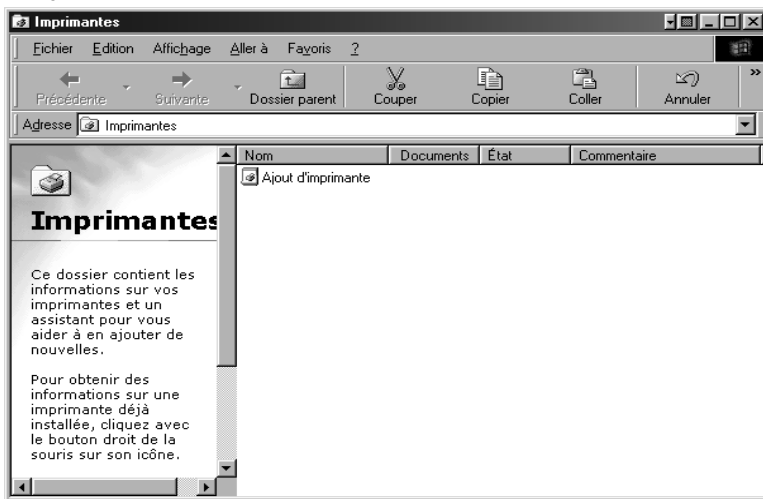 Imprimantes
Fichier Edition Affichage Aller à Favoris ?
Précédente Suivante Dossier parent Couper Copier Coller Annuler »
Adresse Imprimantes
Nom Documents État Commentaire
Ajout d'imprimante
Imprimantes
Ce dossier contient les
informations sur vos
imprimantes et un
assistant pour vous
aider à en ajouter de
nouvelles.
Pour obtenir des
informations sur une
imprimante déjà
installée, cliquez avec
le bouton droit de la
souris sur son icône.